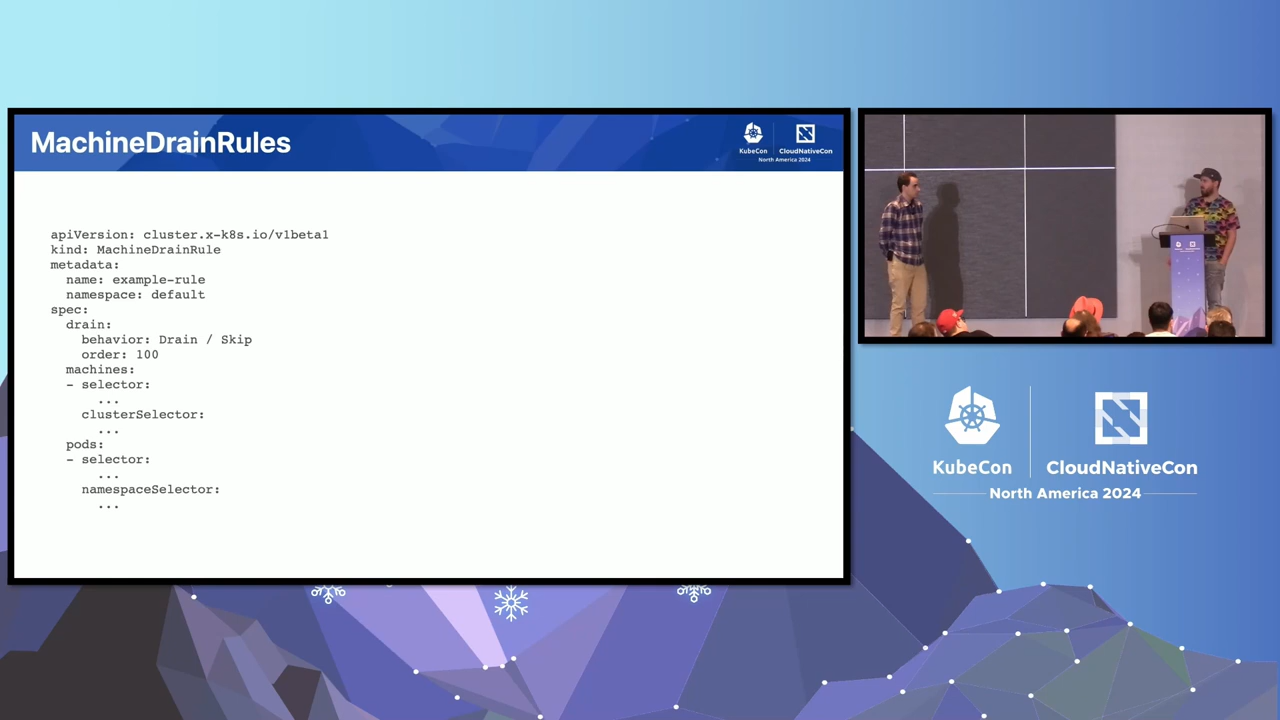 MachineDrainRules
KubeCon
CloudNativeCon
North America 2024
apiVersion: cluster.x-k8s.io/v1beta1
kind: MachineDrainRule
metadata:
  name: example-rule
  namespace: default
spec:
  drain:
    behavior: Drain / Skip
    order: 100
  machines:
  - selector:
      ...
    clusterSelector:
      ...
  pods:
  - selector:
      ...
    namespaceSelector:
      ...
KubeCon
CloudNativeCon
North America 2024